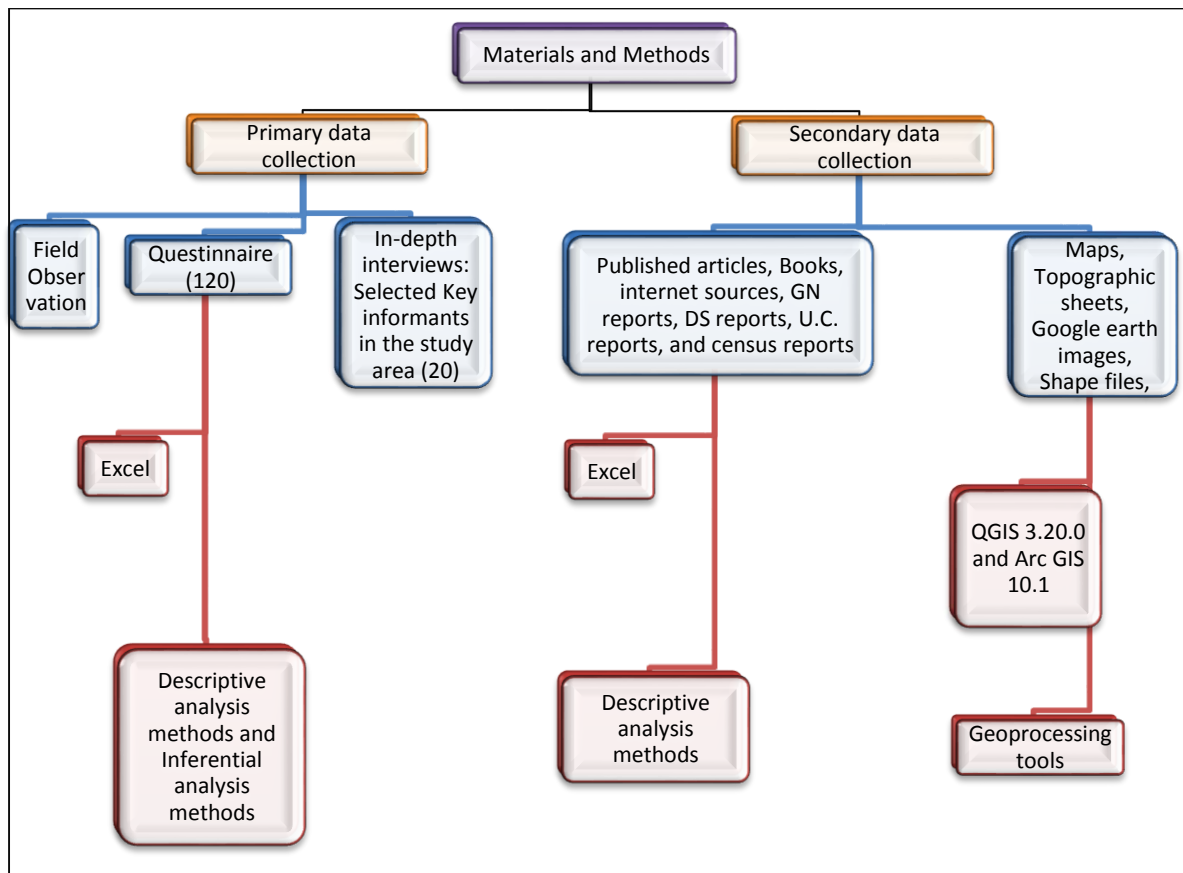 Materials and Methods
Primary data
collection
Secondary data
collection
Field
Obser
vation
Questinnaire
(120)
In-depth
interviews:
Selected Key
informants
in the study
area (20)
Published articles, Books,
internet sources, GN
reports, DS reports, U.C.
reports, and census reports
Maps,
Topographic
sheets,
Google earth
images,
Shape files,
Excel
Excel
QGIS 3.20.0
and Arc GIS
10.1
Descriptive
analysis
methods and
Inferential
analysis
methods
Descriptive
analysis
methods
Geoprocessing
tools